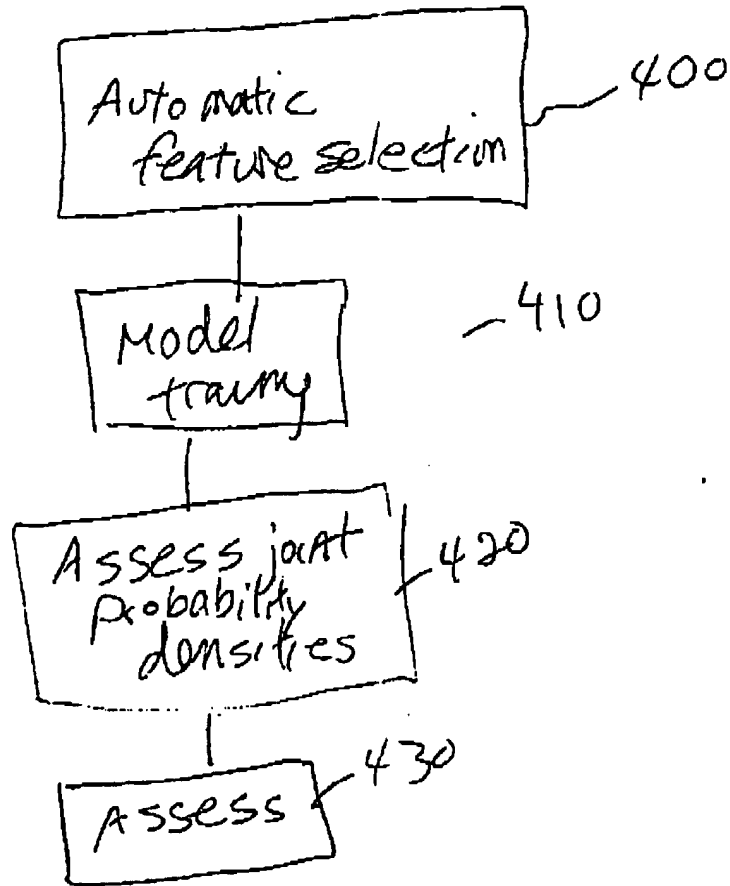 Automatic
feature selection
400
Model
training
410
Assess joint
probability
densities
420
Assess
430